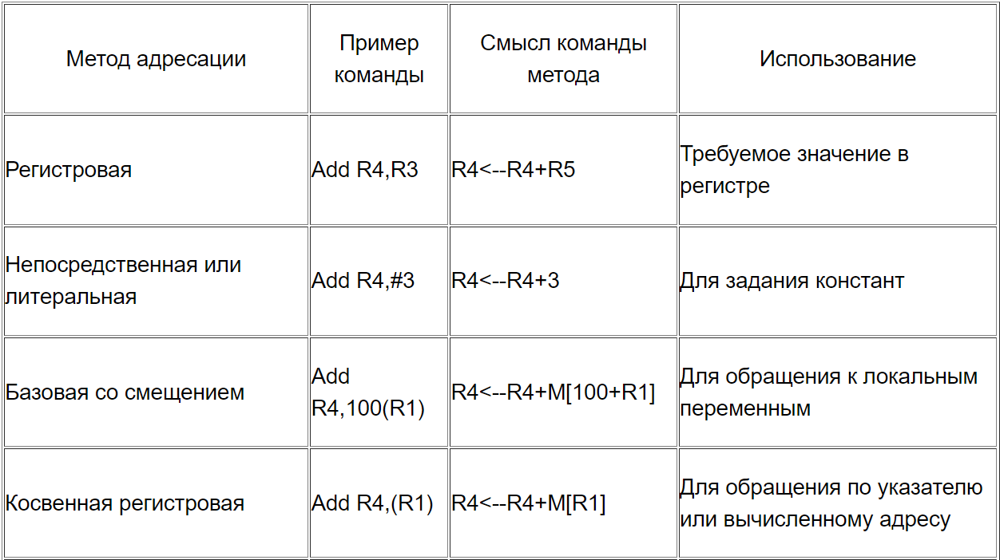 Метод адресации
Пример
команды
Смысл команды
метода
Использование
Регистровая
Add R4,R3
R4<--R4+R5
Требуемое значение в
регистре
Непосредственная или
литеральная
Add R4,#3
R4<--R4+3
Для задания констант
Базовая со смещением
Add
R4,100(R1)
R4<--R4+M[100+R1]
Для обращения к локальным
переменным
Косвенная регистровая
Add R4,(R1)
R4<--R4+M[R1]
Для обращения по указателю
или вычисленному адресу